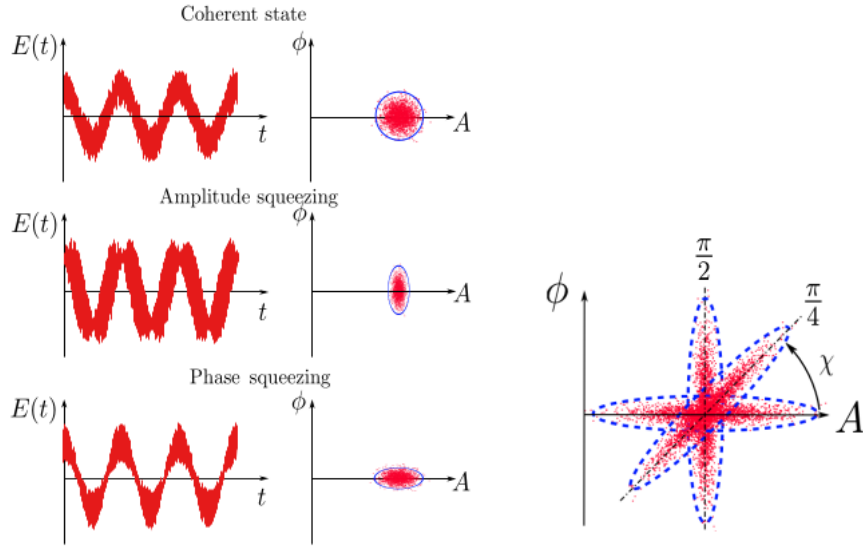 Coherent state
E(t)
t
ϕ
A
Amplitude squeezing
E(t)
t
ϕ
A
Phase squeezing
E(t)
t
ϕ
A
ϕ
π/2
π/4
χ
A